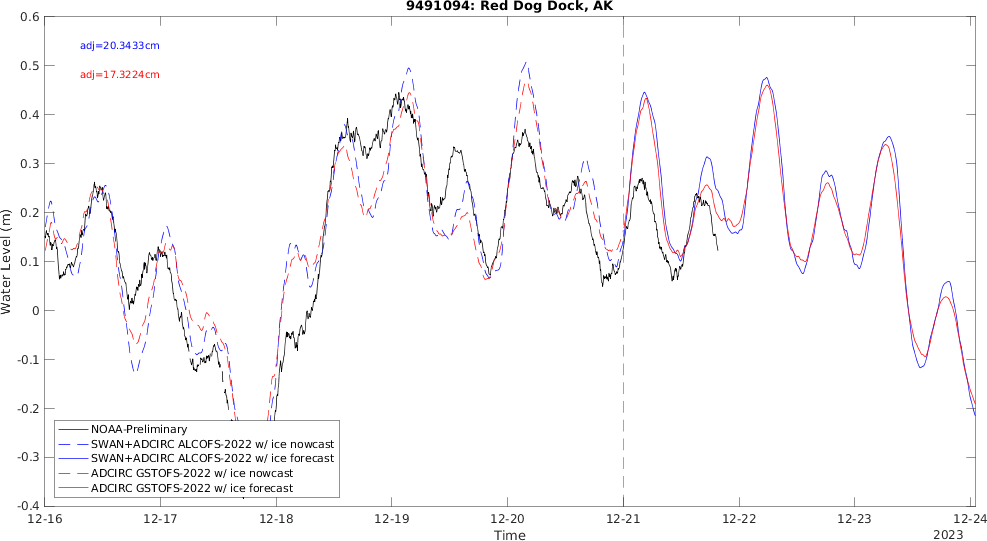 9491094: Red Dog Dock, AK
adj=20.3433cm
adj=17.3224cm
Water Level (m)
0.6
0.5
0.4
0.3
0.2
0.1
0
-0.1
-0.2
-0.3
-0.4
NOAA-Preliminary
SWAN+ADCIRC ALCOFS-2022 w/ ice nowcast
SWAN+ADCIRC ALCOFS-2022 w/ ice forecast
ADCIRC GSTOFS-2022 w/ ice nowcast
ADCIRC GSTOFS-2022 w/ ice forecast
12-16 12-17 12-18 12-19 12-20 12-21 12-22 12-23 12-24
Time
2023